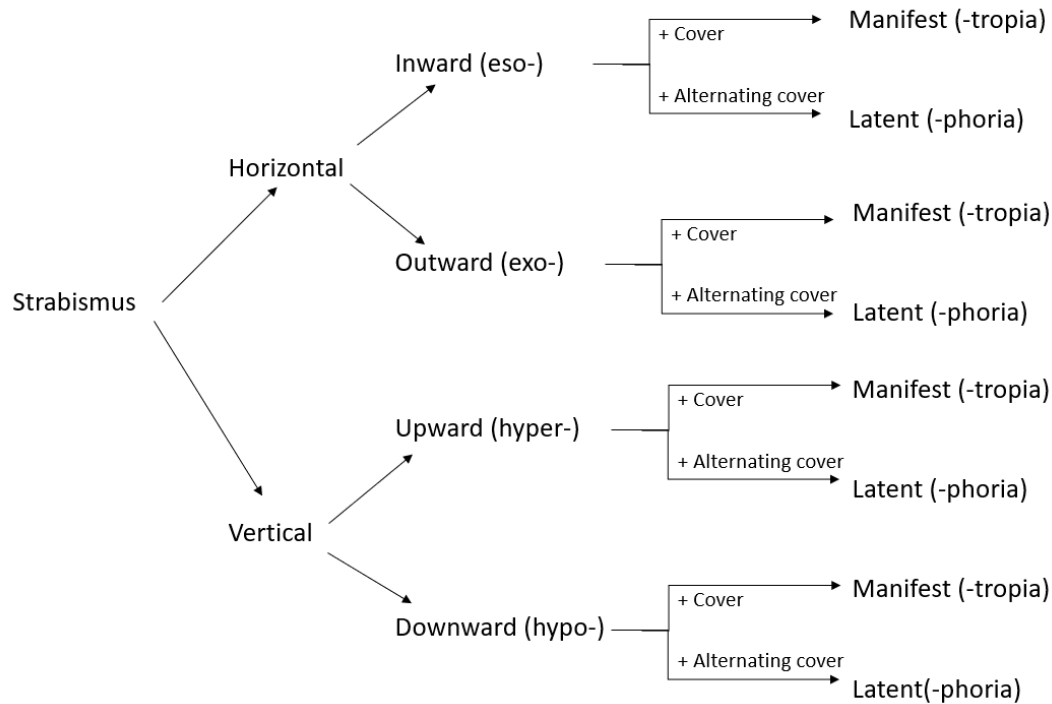 Manifest (-tropia)
+ Cover
Inward (eso-)
+ Alternating cover
Latent (-phoria)
Horizontal
Manifest (-tropia)
+ Cover
Outward (exo-)
+ Alternating cover
Latent (-phoria)
Strabismus
Manifest (-tropia)
+ Cover
Upward (hyper-)
+ Alternating cover
Latent (-phoria)
Vertical
Manifest (-tropia)
+ Cover
Downward (hypo-)
+ Alternating cover
Latent(-phoria)